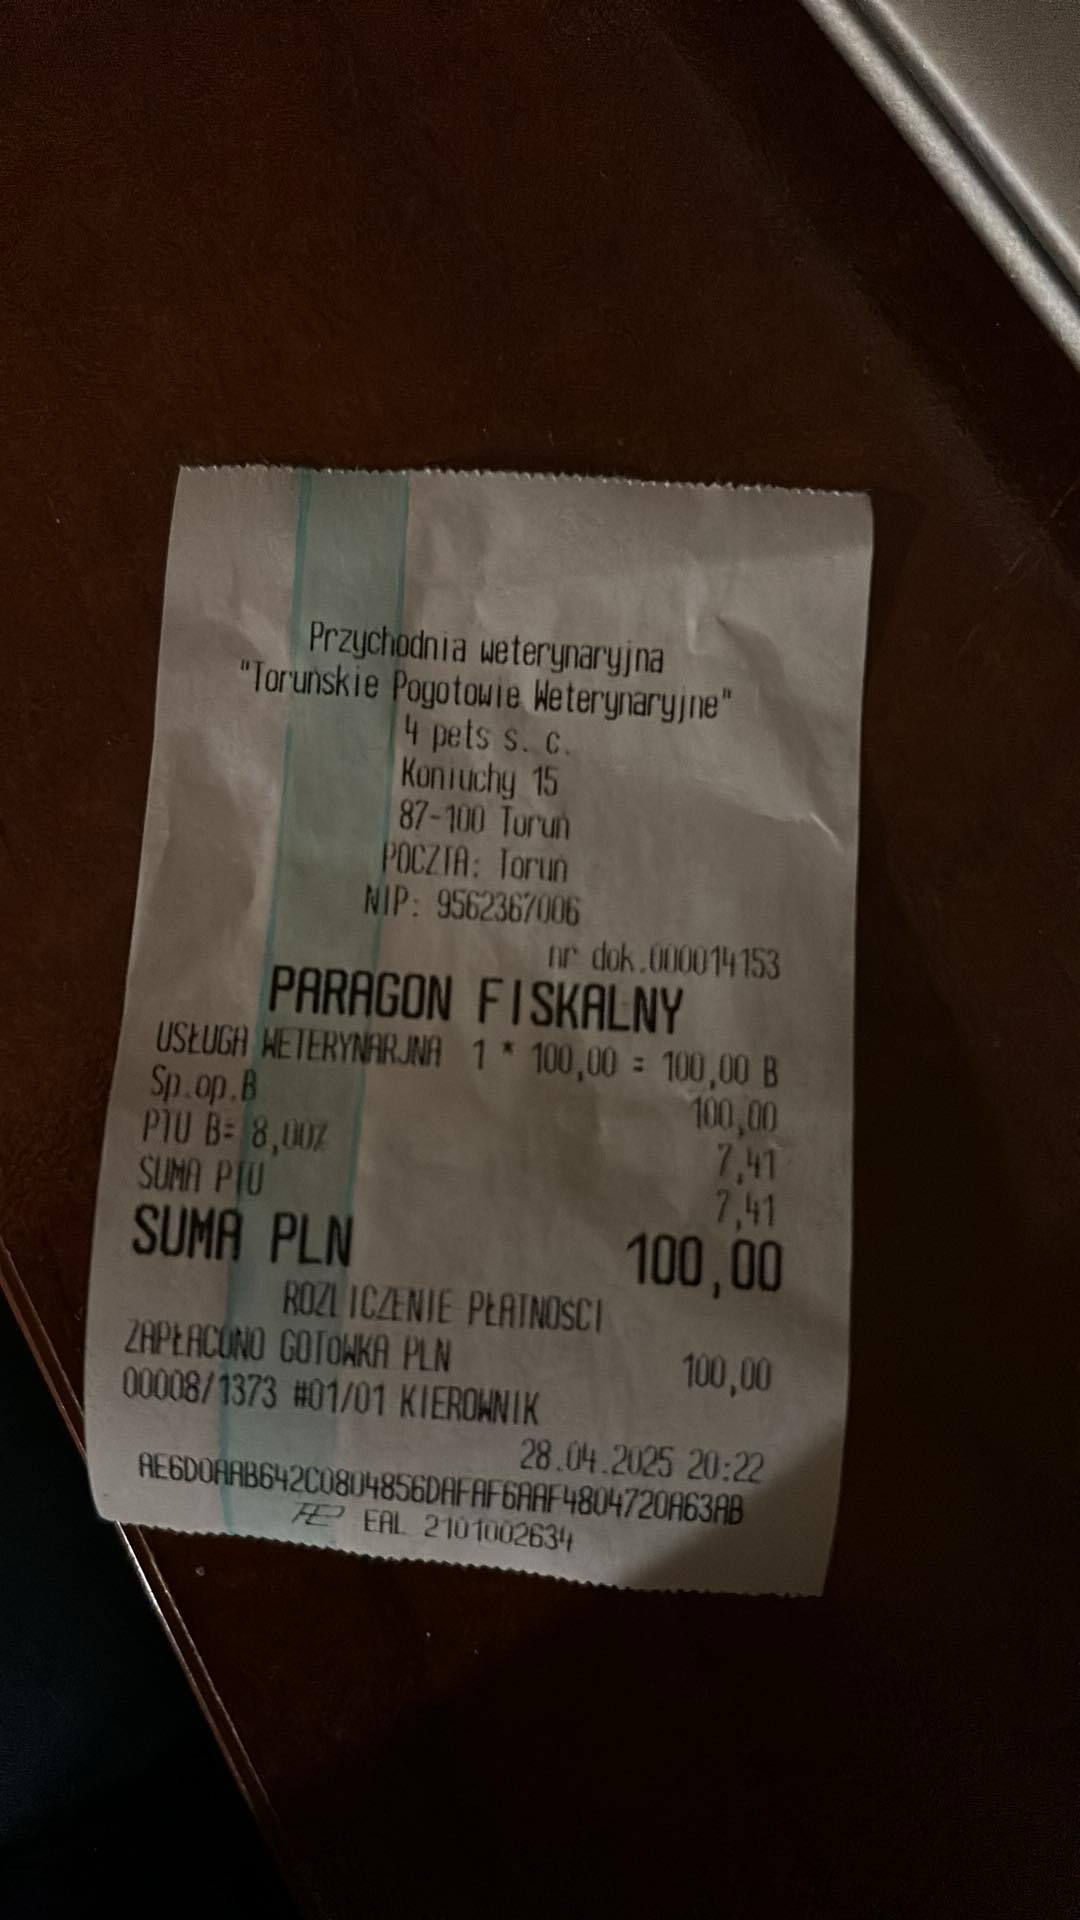 Przychodnia weterynaryjna
"Toruńskie Pogotowie Weterynaryjne"
4 pets s. c.
Koniuchy 15
87-100 Toruń
POCZTA: Toruń
NIP: 9562367006
nr dok.000014153
PARAGON FISKALNY
USŁUGA WETERYNARJNA 1 * 100,00 = 100,00 B
Sp.op.B 100,00
PTU B= 8,00% 7,41
SUMA PTU 7,41
SUMA PLN 100,00
ROZLICZENIE PŁATNOŚCI
ZAPŁACONO GOTÓWKA PLN 100,00
00008/1373 #01/01 KIEROWNIK
28.04.2025 20:22
AE6D0AAB642C0804856DAFAF6AAF4804720A63AB
EAL 2101002634